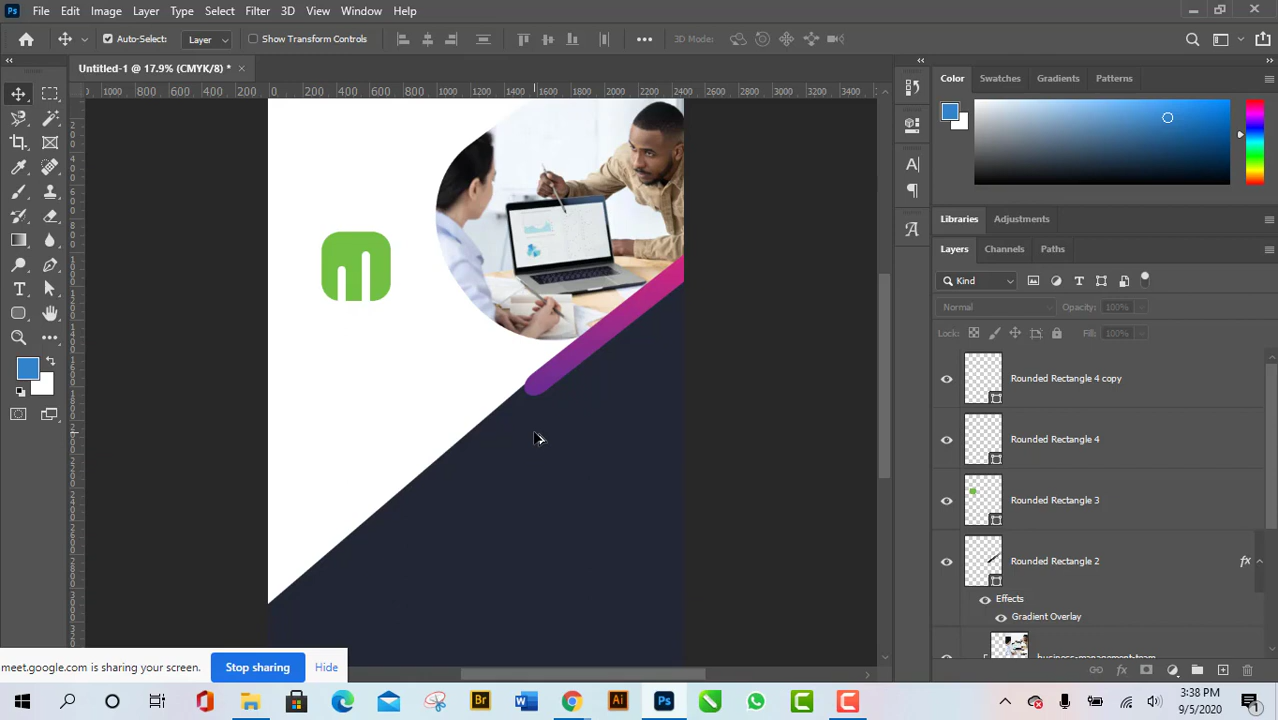 Ps File Edit Image Layer Type Select Filter 3D View Window Help
Auto-Select: Layer Show Transform Controls ••• 3D Mode:
Untitled-1 @ 17.9% (CMYK/8) * ×
1000 800 600 400 200 0 200 400 600 800 1000 1200 1400 1600 1800 2000 2200 2400 2600 2800 3000 3200 3400
Color Swatches Gradients Patterns
Libraries Adjustments
Layers Channels Paths
Kind
Normal Opacity: 100%
Lock: Fill: 100%
Rounded Rectangle 4 copy
Rounded Rectangle 4
Rounded Rectangle 3
Rounded Rectangle 2 fx
Effects
Gradient Overlay
business-management-team
meet.google.com is sharing your screen. Stop sharing Hide
Br Ai Ps
3:38 PM
9/5/2020